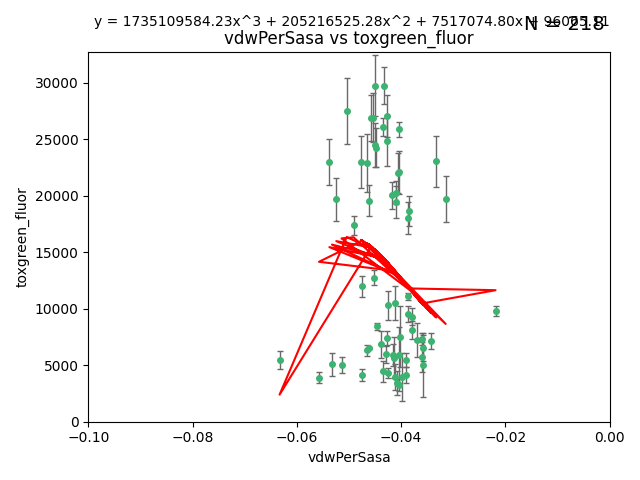 y = 1735109584.23x^3 + 205216525.28x^2 + 7517074.80x +
N = 218
vdwPerSasa vs toxgreen_fluor
30000
25000
20000
15000
10000
5000
0
toxgreen_fluor
−0.10
−0.08
−0.06
−0.04
−0.02
0.00
vdwPerSasa